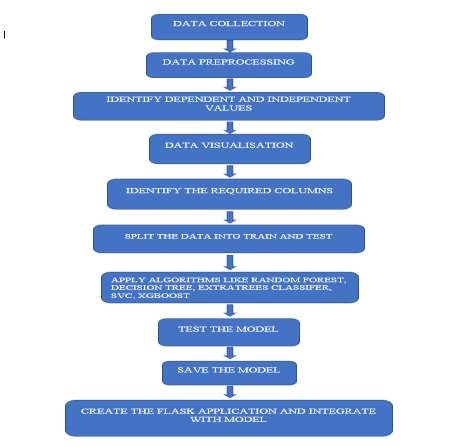 DATA COLLECTION
DATA PREPROCESSING
IDENTIFY DEPENDENT AND INDEPENDENT
VALUES
DATA VISUALISATION
IDENTIFY THE REQUIRED COLUMNS
SPLIT THE DATA INTO TRAIN AND TEST
APPLY ALGORITHMS LIKE RANDOM FOREST,
DECISION TREE, EXTRATREES CLASSIFER,
SVC, XGBOOST
TEST THE MODEL
SAVE THE MODEL
CREATE THE FLASK APPLICATION AND INTEGRATE
WITH MODEL